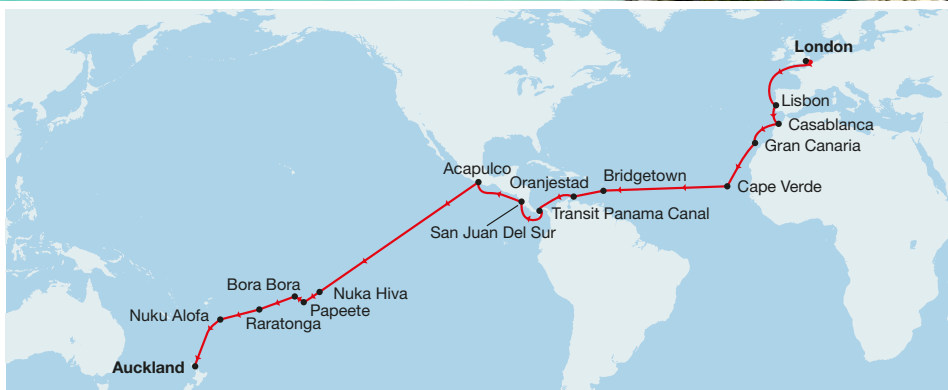 London
Lisbon
Casablanca
Gran Canaria
Acapulco
Oranjestad
Bridgetown
Cape Verde
Transit Panama Canal
San Juan Del Sur
Bora Bora
Nuka Hiva
Papeete
Nuku Alofa
Raratonga
Auckland